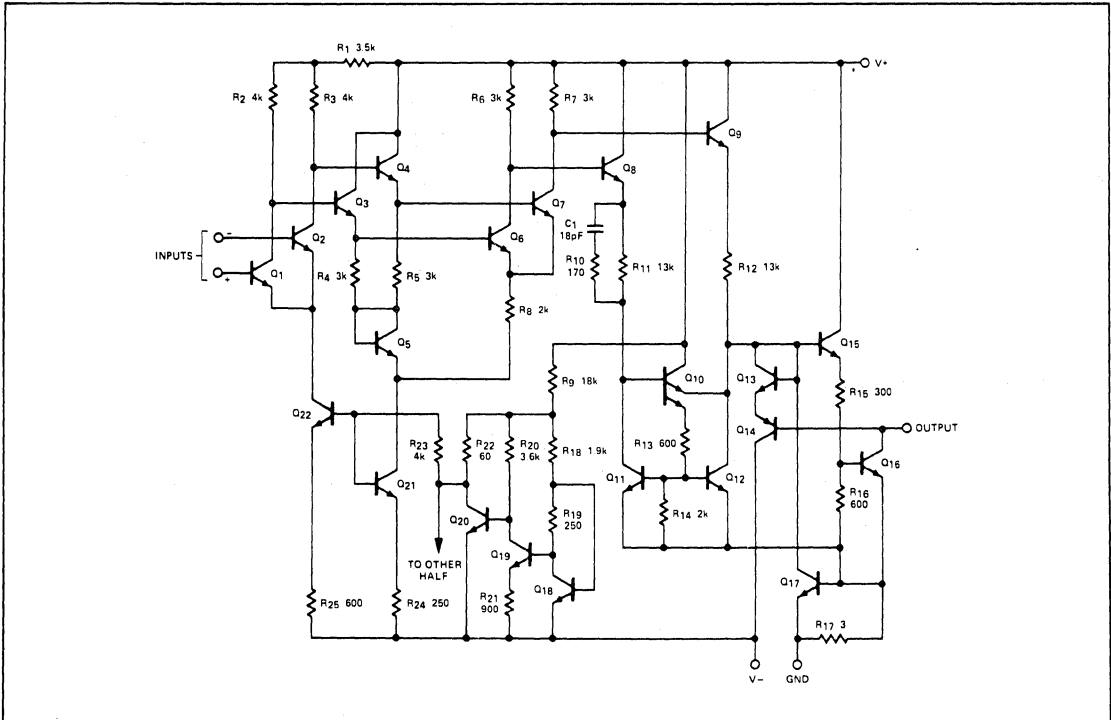 R1 3.5k
V+
R2 4k
R3 4k
R6 3k
R7 3k
Q9
Q4
Q8
Q3
Q7
C1
18pF
INPUTS
-
Q2
Q6
+
Q1
R4 3k
R5 3k
R10
170
R11 13k
R12 13k
R8 2k
Q5
Q15
R9 18k
Q10
Q13
R15 300
Q22
R23
4k
R22
60
R20
3.6k
R18 1.9k
R13 600
Q14
OUTPUT
Q21
Q11
Q12
Q16
R16
600
Q20
R19
250
R14 2k
TO OTHER
HALF
Q19
Q18
Q17
R25 600
R24 250
R21
900
R17 3
V-
GND